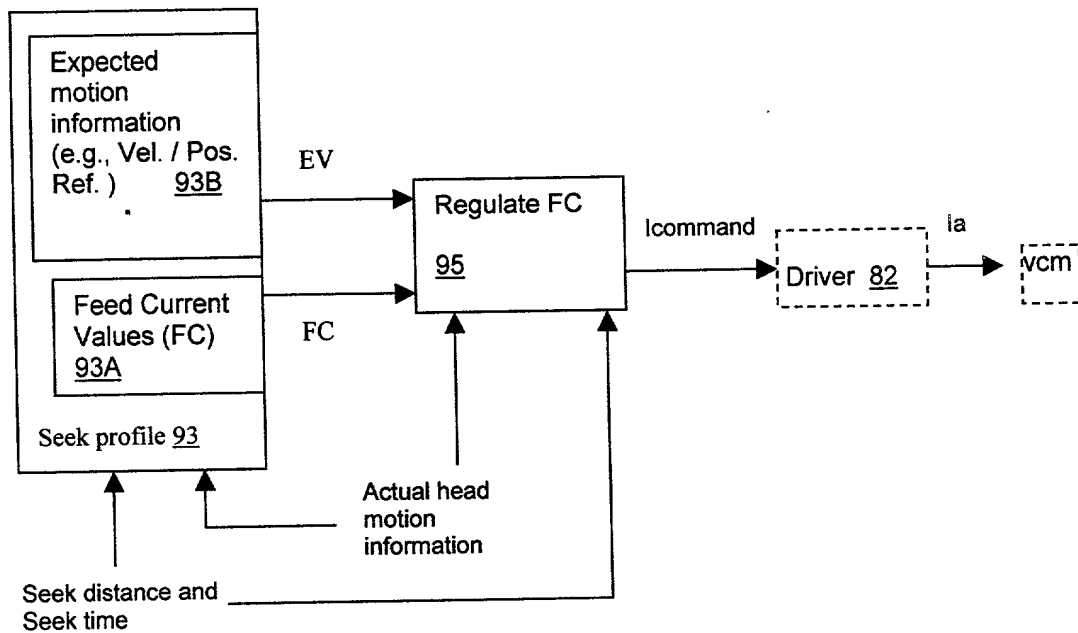 Expected
motion
information
(e.g., Vel. / Pos.
Ref. ) 93B
EV
Feed Current
Values (FC)
93A
FC
Seek profile 93
Regulate FC
95
Icommand
Driver 82
Ia
vcm
Actual head
motion
information
Seek distance and
Seek time